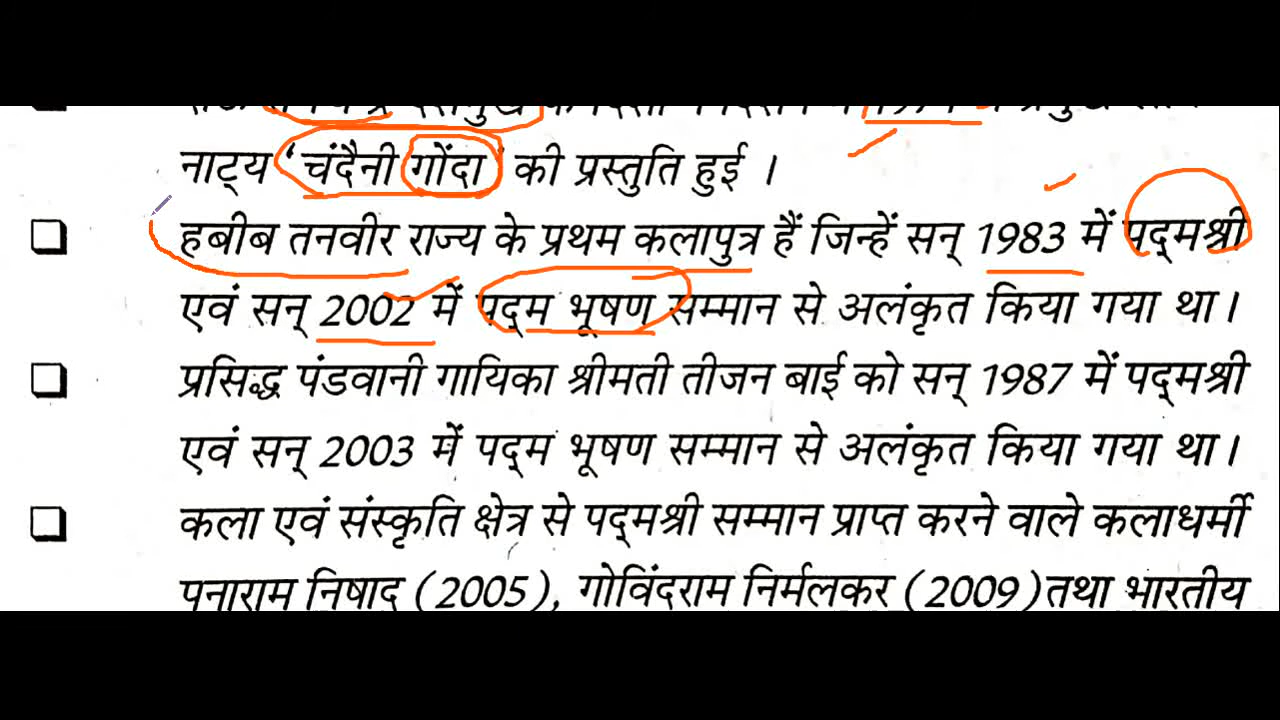 नाट्य ‘चंदैनी गोंदा’ की प्रस्तुति हुई ।
हबीब तनवीर राज्य के प्रथम कलापुत्र हैं जिन्हें सन् 1983 में पद्मश्री
एवं सन् 2002 में पद्म भूषण सम्मान से अलंकृत किया गया था।
प्रसिद्ध पंडवानी गायिका श्रीमती तीजन बाई को सन् 1987 में पद्मश्री
एवं सन् 2003 में पद्म भूषण सम्मान से अलंकृत किया गया था।
कला एवं संस्कृति क्षेत्र से पद्मश्री सम्मान प्राप्त करने वाले कलाधर्मी
पुनाराम निषाद (2005), गोविंदराम निर्मलकर (2009)तथा भारतीय